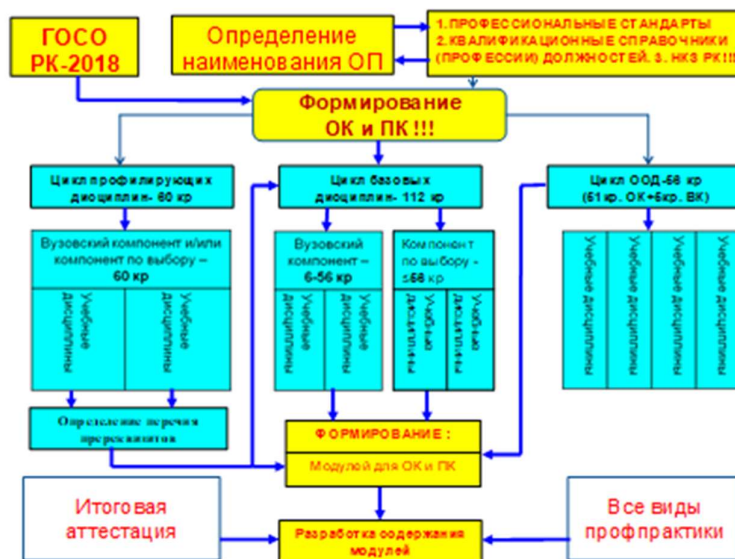 ГОСО
РК-2018
Определение
наименования ОП
1. ПРОФЕССИОНАЛЬНЫЕ СТАНДАРТЫ
2. КВАЛИФИКАЦИОННЫЕ СПРАВОЧНИКИ
(ПРОФЕССИИ) ДОЛЖНОСТЕЙ. 3. НКЗ РК!!!
Формирование
ОК и ПК !!!
Цикл профилирующих
дисциплин- 60 кр
Цикл базовых
дисциплин- 112 кр
Цикл ООД-56 кр
(51кр. ОК+5кр. ВК)
Вузовский компонент и/или
компонент по выбору –
60 кр
Учебные
дисциплины
Учебные
дисциплины
Вузовский
компонент –
6-56 кр
Учебные
дисциплины
Учебные
дисциплины
Компонент
по выбору -
≤56 кр
Учебные
дисциплины
Учебные
дисциплины
Учебные дисциплины
Учебные дисциплины
Учебные дисциплины
Учебные дисциплины
Определение перечня
пререквизитов
ФОРМИРОВАНИЕ :
Модулей для ОК и ПК
Итоговая
аттестация
Разработка содержания
модулей
Все виды
профпрактики